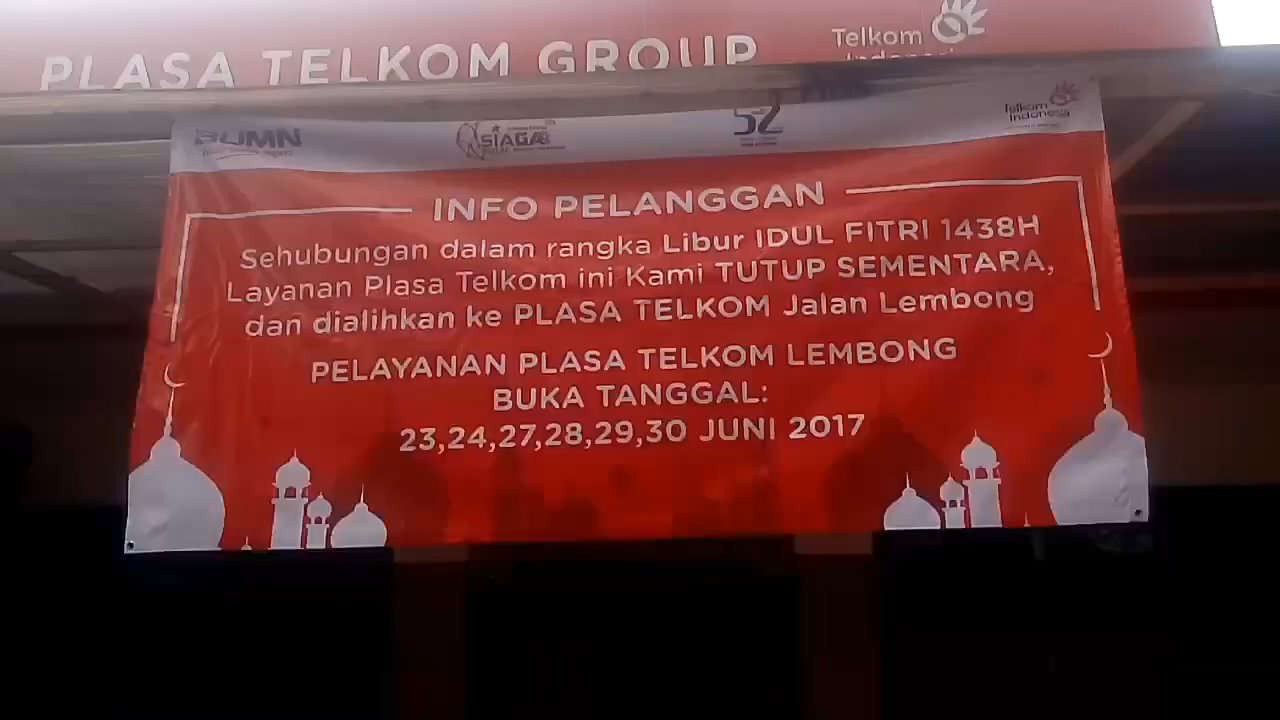 PLASA TELKOM GROUP
Telkom
BUMN
SIAGA
52
Telkom
Indonesia
INFO PELANGGAN
Sehubungan dalam rangka Libur IDUL FITRI 1438H
Layanan Plasa Telkom ini Kami TUTUP SEMENTARA,
dan dialihkan ke PLASA TELKOM Jalan Lembong
PELAYANAN PLASA TELKOM LEMBONG
BUKA TANGGAL:
23,24,27,28,29,30 JUNI 2017